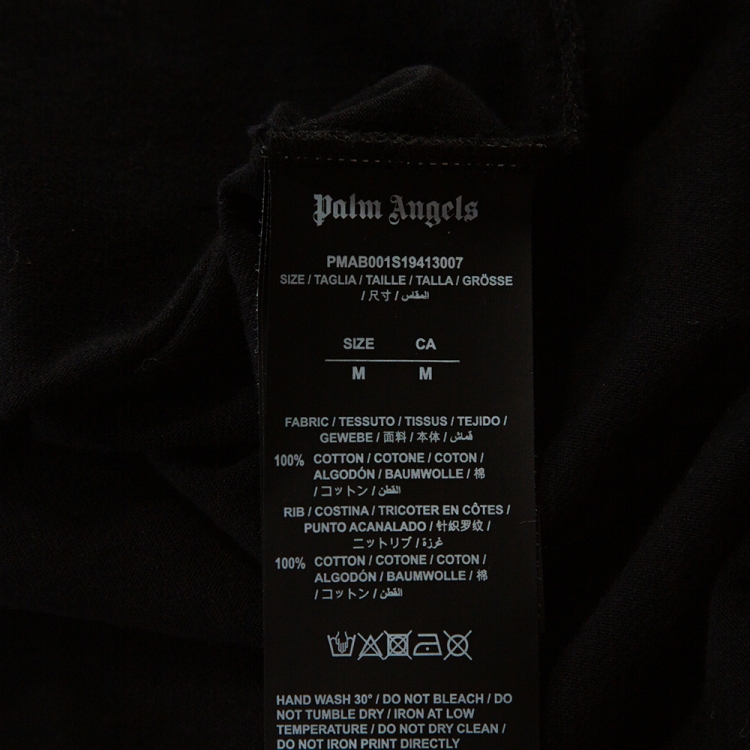 Palm Angels
PMAB001S19413007
SIZE / TAGLIA / TAILLE / TALLA / GRÖSSE
/ 尺寸 / المقاس
SIZE CA
M M
FABRIC / TESSUTO / TISSUS / TEJIDO /
GEWEBE / 面料 / 本体 / قماش
100% COTTON / COTONE / COTON /
ALGODÓN / BAUMWOLLE / 棉
/ コットン / القطن
RIB / COSTINA / TRICOTER EN CÔTES /
PUNTO ACANALADO / 针织罗纹 /
ニットリブ / غرزة
100% COTTON / COTONE / COTON /
ALGODÓN / BAUMWOLLE / 棉
/ コットン / القطن
HAND WASH 30° / DO NOT BLEACH / DO
NOT TUMBLE DRY / IRON AT LOW
TEMPERATURE / DO NOT DRY CLEAN /
DO NOT IRON PRINT DIRECTLY